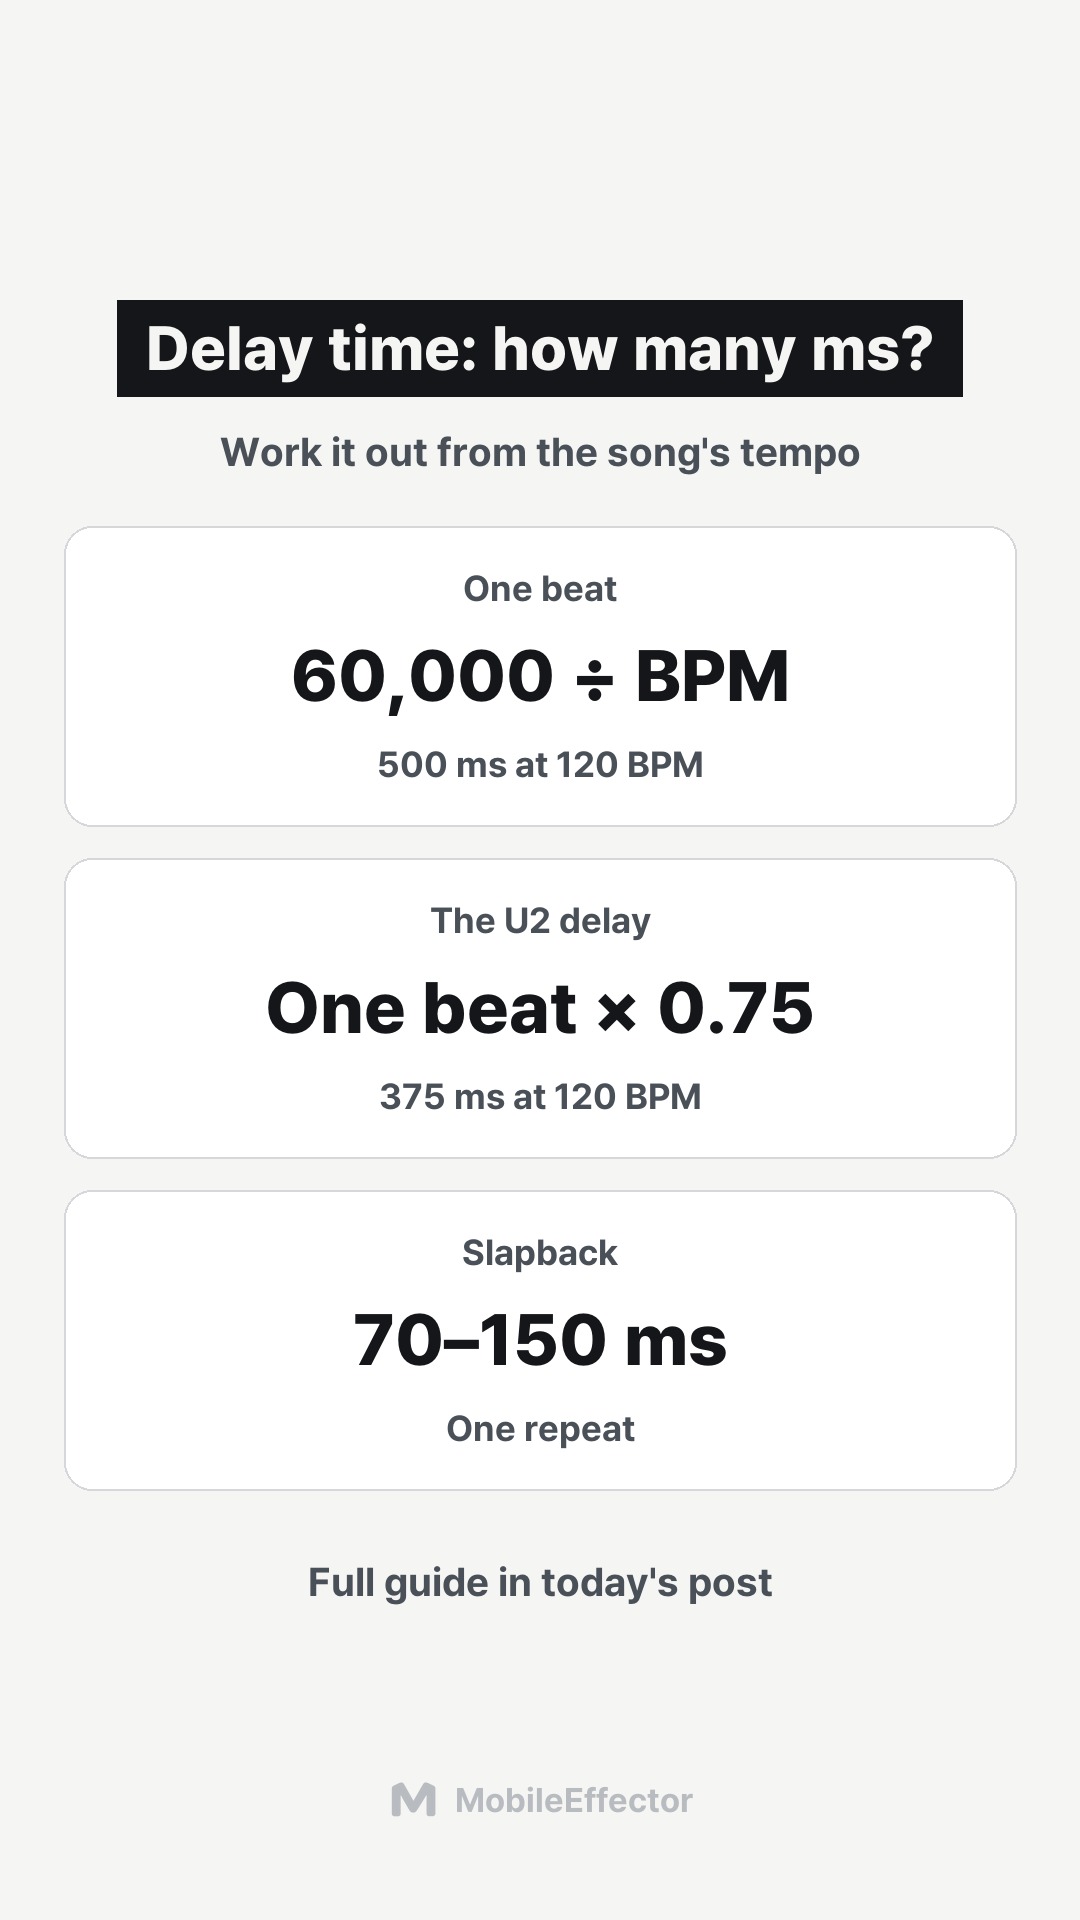 Delay time: how many ms?
Work it out from the song's tempo
One beat
60,000 ÷ BPM
500 ms at 120 BPM
The U2 delay
One beat × 0.75
375 ms at 120 BPM
Slapback
70–150 ms
One repeat
Full guide in today's post
MobileEffector